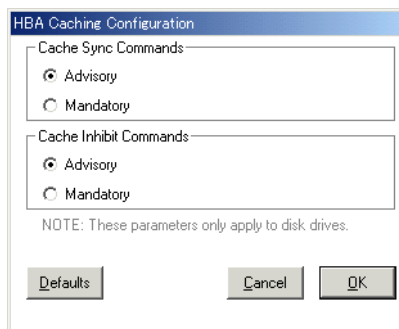 HBA Caching Configuration
Cache Sync Commands
Advisory
Mandatory
Cache Inhibit Commands
Advisory
Mandatory
NOTE: These parameters only apply to disk drives.
Defaults Cancel OK